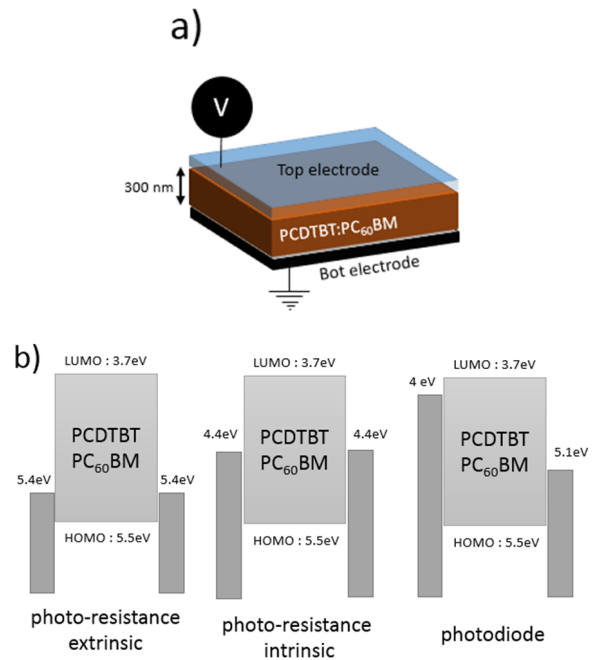 a)
V
Top electrode
300 nm
PCDTBT:PC₆₀BM
Bot electrode
b)
LUMO : 3.7eV
PCDTBT
PC₆₀BM
5.4eV
5.4eV
HOMO : 5.5eV
photo-resistance
extrinsic
LUMO : 3.7eV
4.4eV
4.4eV
PCDTBT
PC₆₀BM
HOMO : 5.5eV
photo-resistance
intrinsic
LUMO : 3.7eV
4 eV
PCDTBT
PC₆₀BM
5.1eV
HOMO : 5.5eV
photodiode